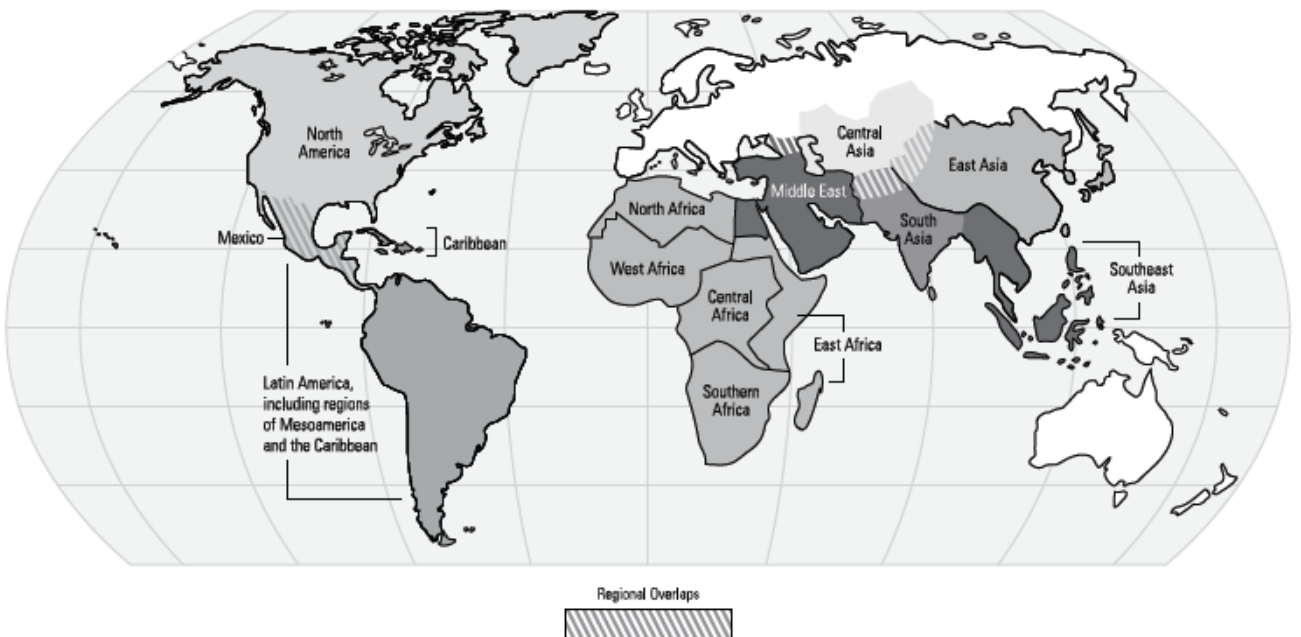 North
America
Central
Asia
East Asia
Middle East
North Africa
South
Asia
Mexico
Caribbean
West Africa
Southeast
Asia
Central
Africa
East Africa
Latin America,
including regions
of Mesoamerica
and the Caribbean
Southern
Africa
Regional Overlaps